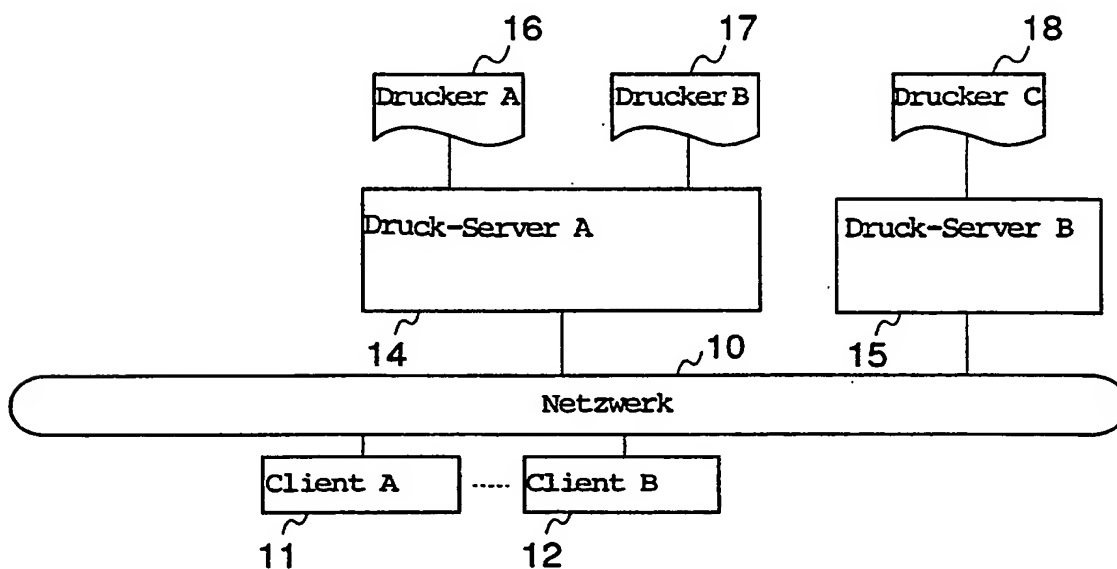 16
17
18
Drucker A
Drucker B
Drucker C
Druck-Server A
Druck-Server B
14
15
10
Netzwerk
Client A
Client B
11
12